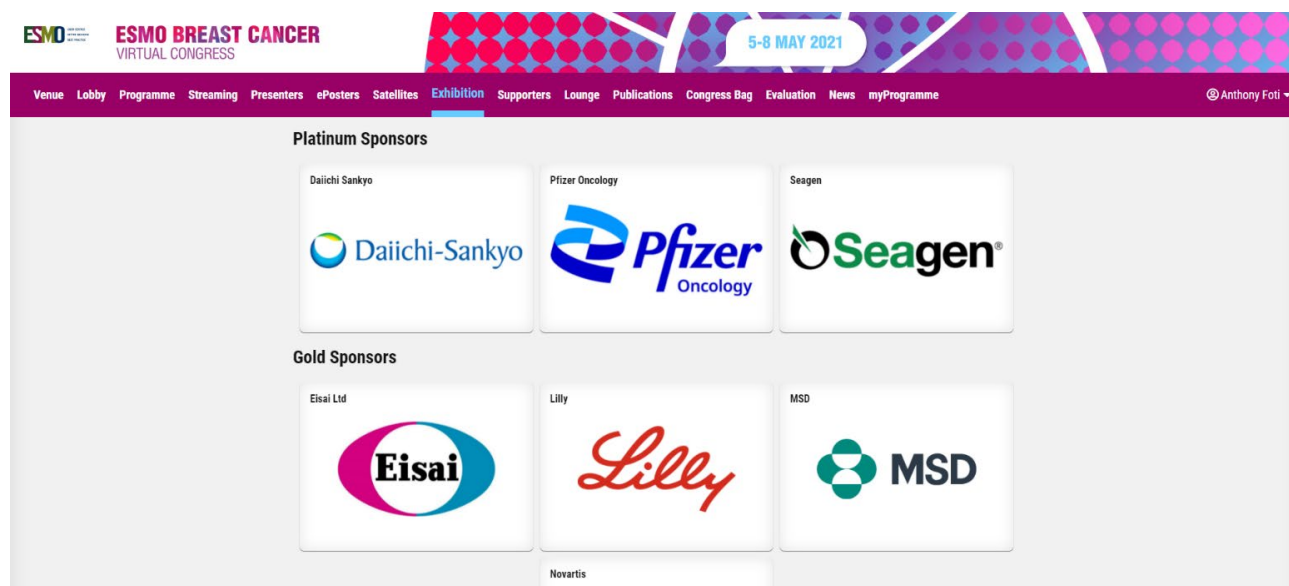 ESMO
ESMO BREAST CANCER
VIRTUAL CONGRESS
5-8 MAY 2021
Venue Lobby Programme Streaming Presenters ePosters Satellites Exhibition Supporters Lounge Publications Congress Bag Evaluation News myProgramme Anthony Foti
Platinum Sponsors
Daiichi Sankyo Pfizer Oncology Seagen
Daiichi-Sankyo Pfizer Oncology Seagen®
Gold Sponsors
Eisai Ltd Lilly MSD
Eisai Lilly MSD
Novartis